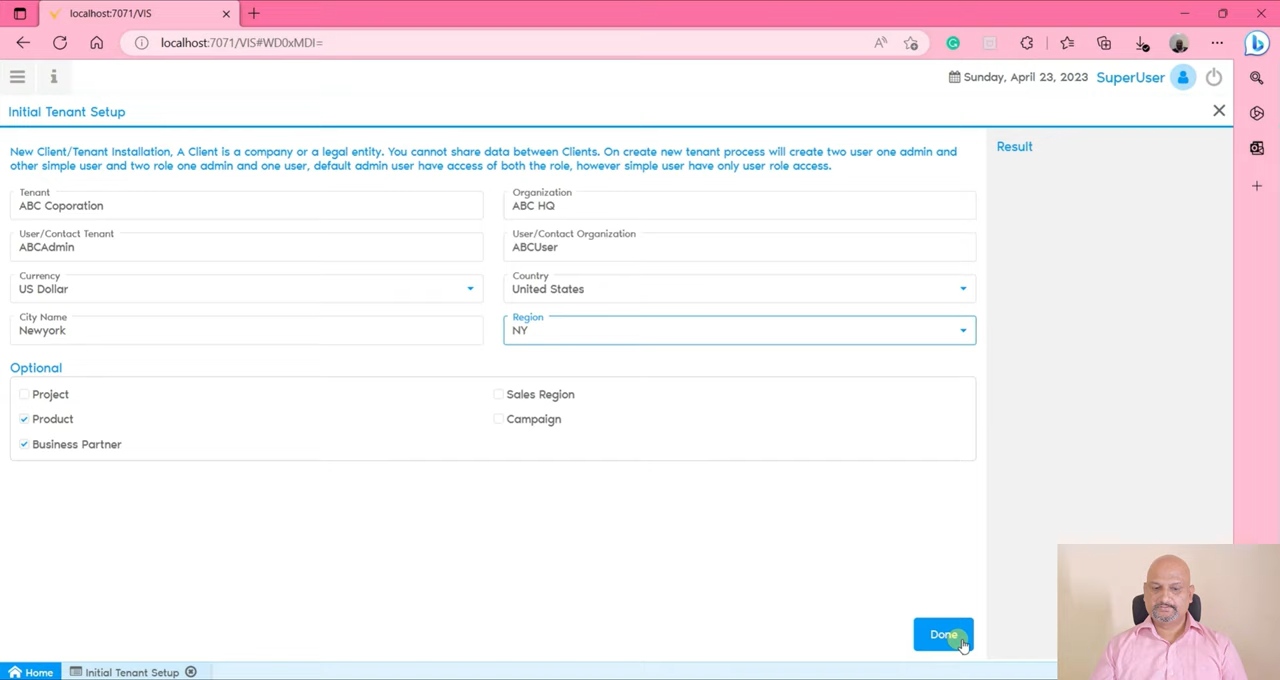 localhost:7071/VIS
localhost:7071/VIS#WD0xMDI=
Sunday, April 23, 2023 SuperUser
Initial Tenant Setup
New Client/Tenant Installation, A Client is a company or a legal entity. You cannot share data between Clients. On create new tenant process will create two user one admin and
other simple user and two role one admin and one user, default admin user have access of both the role, however simple user have only user role access.
Result
Tenant
ABC Coporation
Organization
ABC HQ
User/Contact Tenant
ABCAdmin
User/Contact Organization
ABCUser
Currency
US Dollar
Country
United States
City Name
Newyork
Region
NY
Optional
Project
Sales Region
Product
Campaign
Business Partner
Done
Home
Initial Tenant Setup